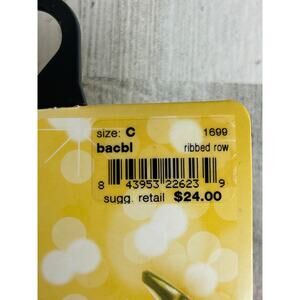 size: C 1699
bacbl ribbed row
8 43953 22623 9
sugg. retail $24.00